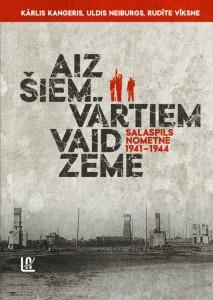 KĀRLIS KANGERIS, ULDIS NEIBURGS, RUDĪTE VĪKSNE
AIZ
ŠIEM
VĀRTIEM
VAID
ZEME
SALASPILS
NOMETNE
1941–1944